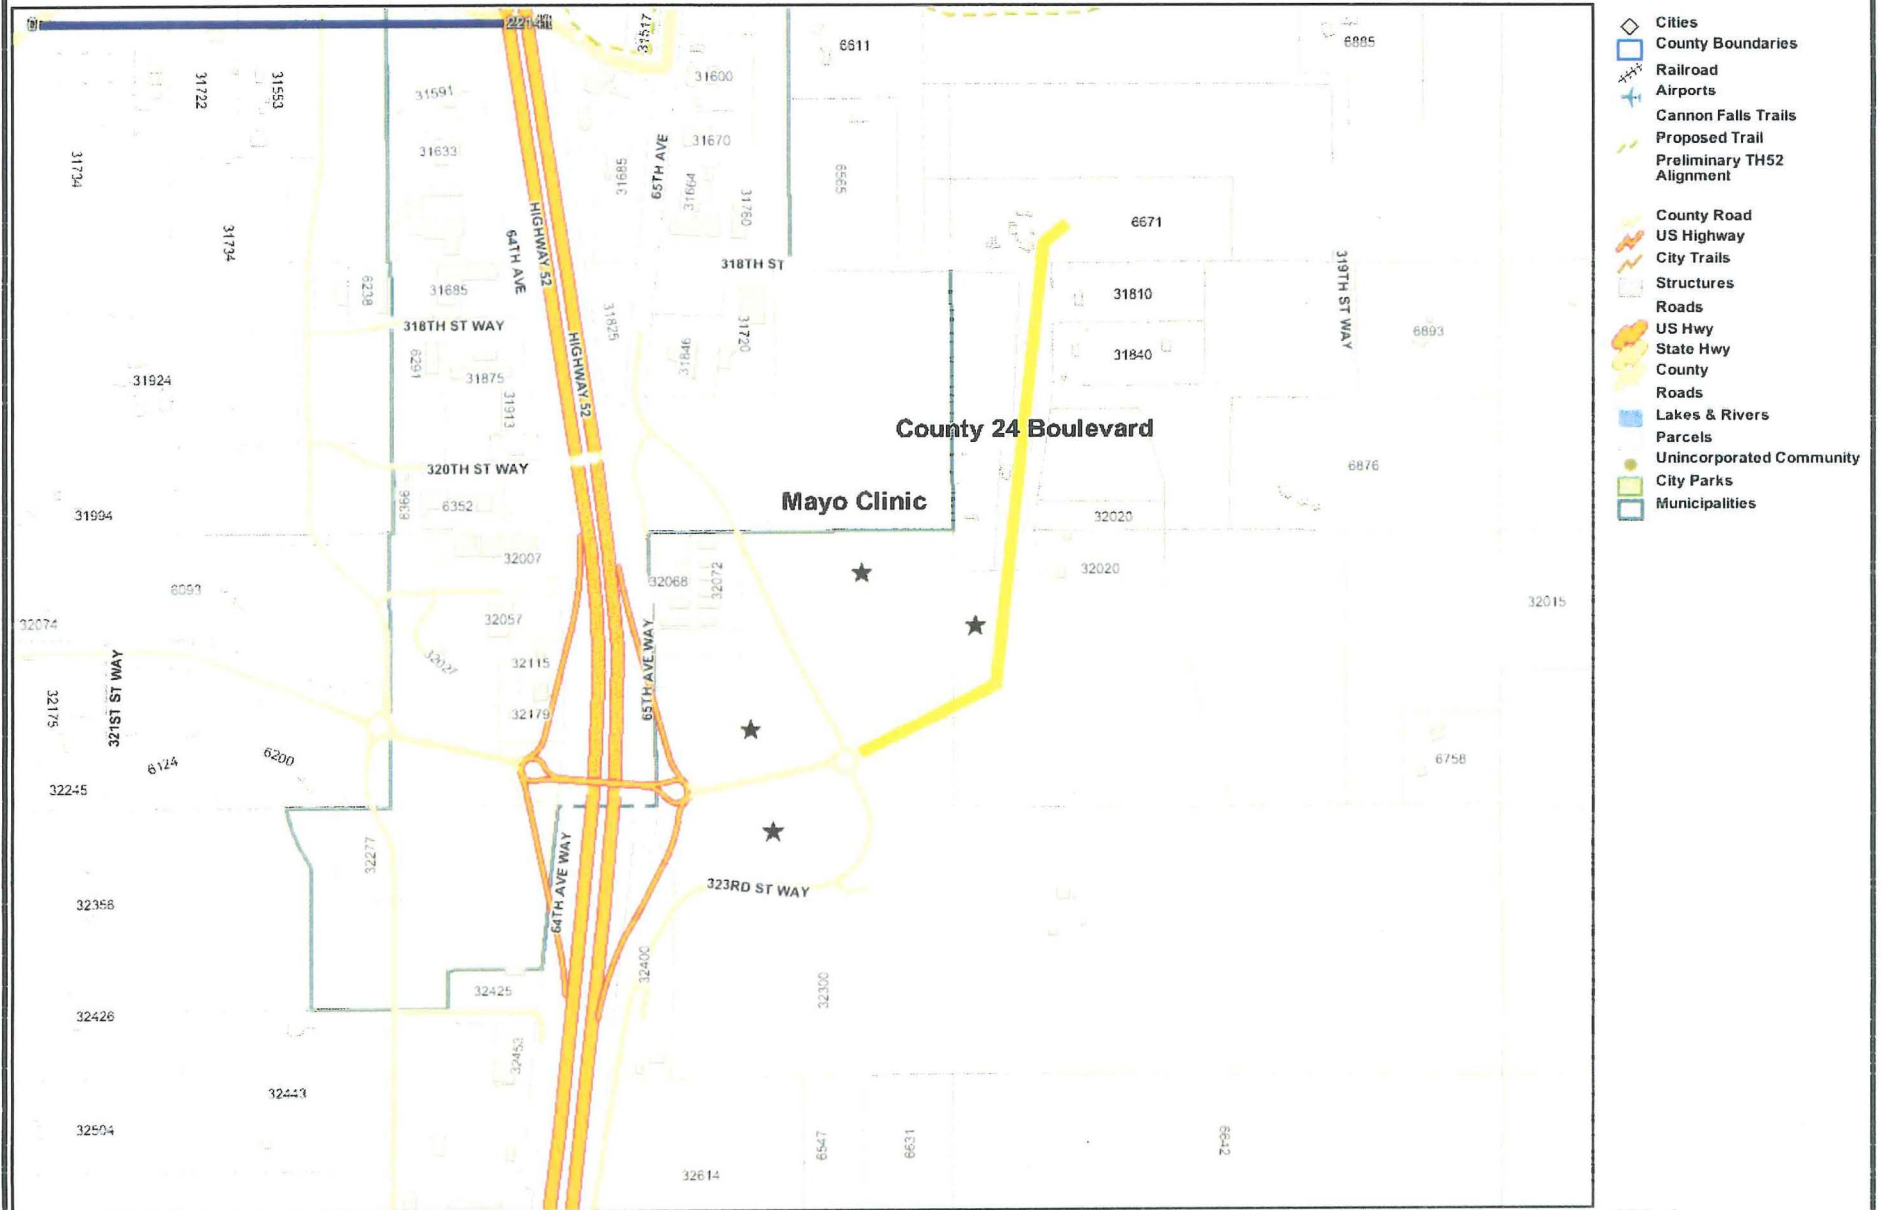 31517
6611
6885
31722
31553
31591
31600
31633
31670
31734
31685
65TH AVE
31664
31760
6565
31734
HIGHWAY 52
64TH AVE
6671
318TH ST
319TH ST WAY
6238
31685
31810
318TH ST WAY
31825
31720
6893
HIGHWAY 52
31846
31840
6291
31875
31924
31913
County 24 Boulevard
320TH ST WAY
6876
6366
6352
Mayo Clinic
31994
32020
32007
32068
32072
32020
6093
32015
32074
32057
32027
32115
65TH AVE WAY
321ST ST WAY
32175
32179
6124
6200
6758
32245
32277
64TH AVE WAY
323RD ST WAY
32358
32400
32300
32425
32426
32453
32443
32504
6547
6631
6642
32614
Cities
County Boundaries
Railroad
Airports
Cannon Falls Trails
Proposed Trail
Preliminary TH52
Alignment
County Road
US Highway
City Trails
Structures
Roads
US Hwy
State Hwy
County
Roads
Lakes & Rivers
Parcels
Unincorporated Community
City Parks
Municipalities